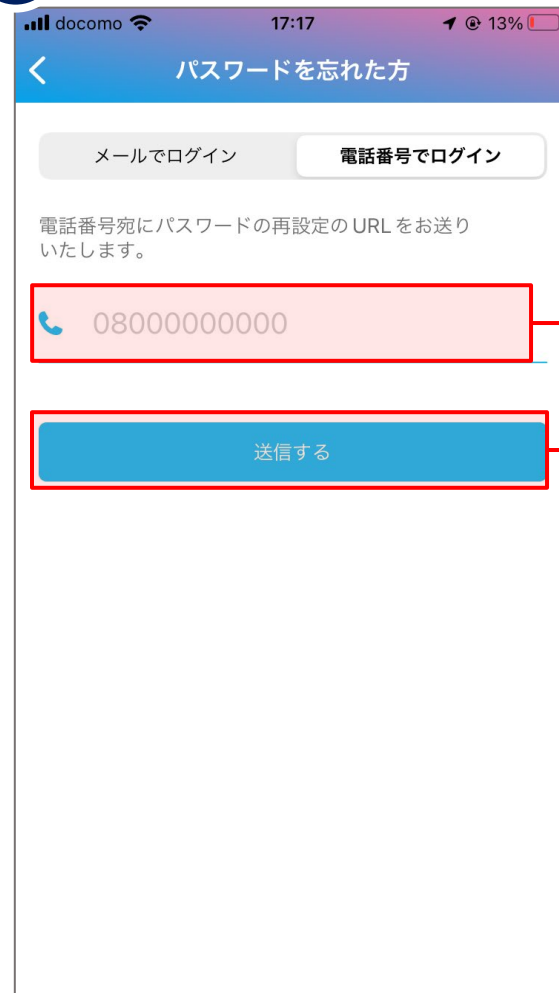 docomo 17:17 13%
パスワードを忘れた方
メールでログイン 電話番号でログイン
電話番号宛にパスワードの再設定のURLをお送り
いたします。
08000000000
送信する